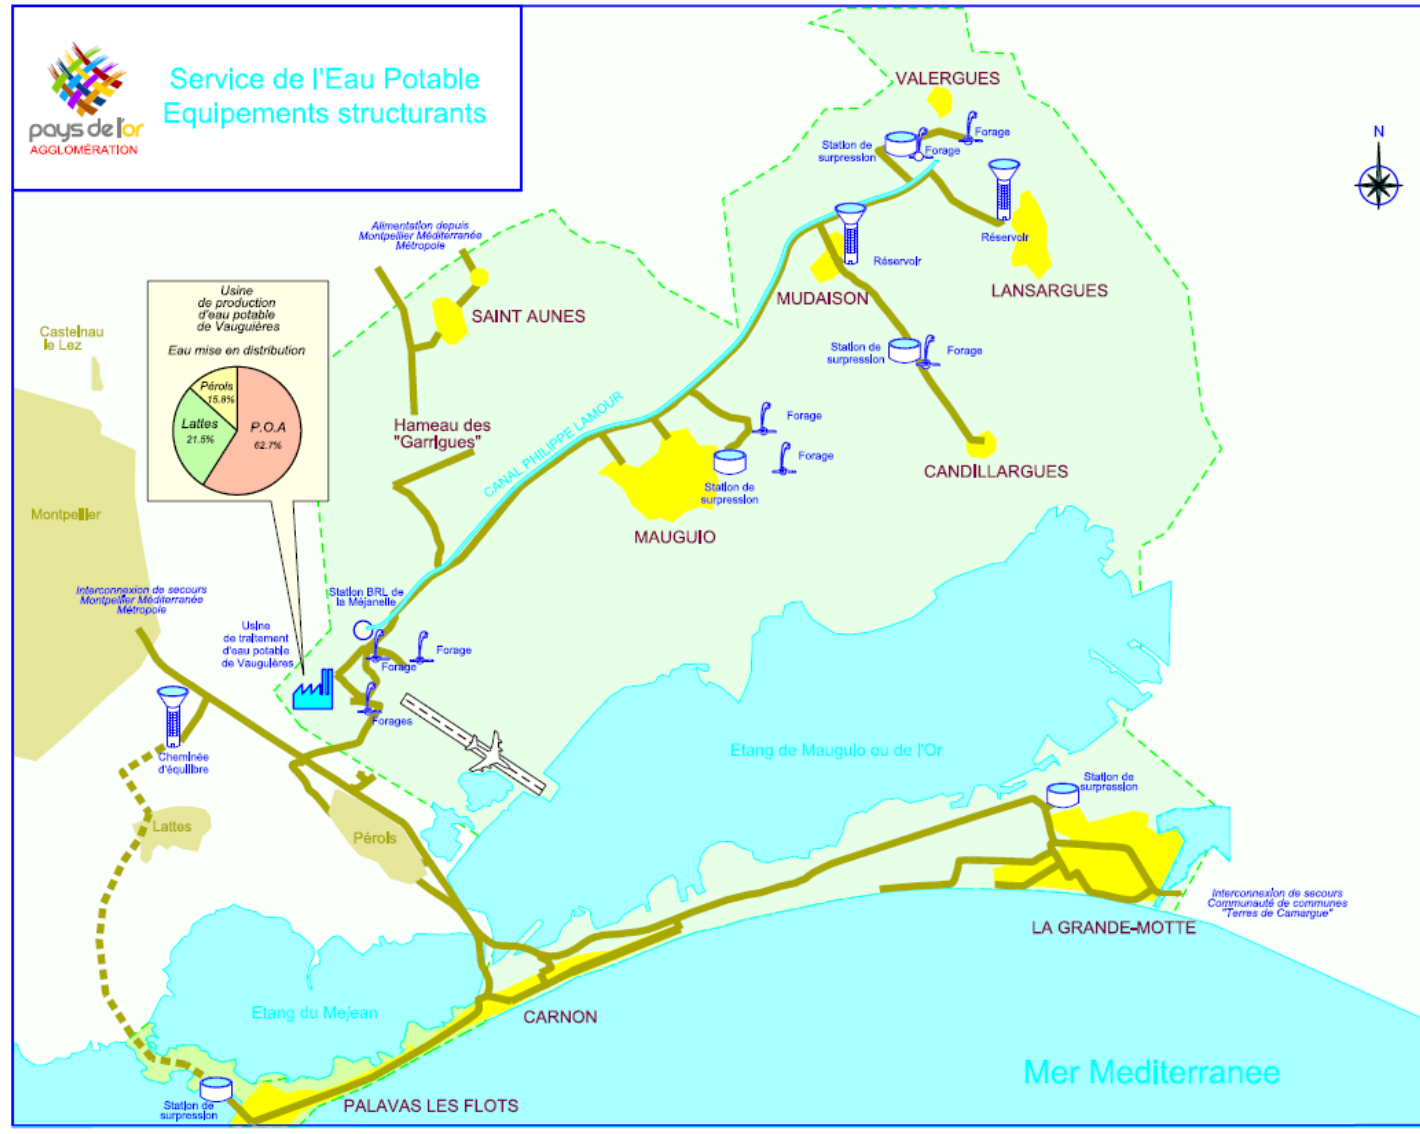 pays de l'or
AGGLOMÉRATION
Service de l'Eau Potable
Equipements structurants
N
VALERGUES
Forage
Station de
surpression
Forage
Réservoir
LANSARGUES
Réservoir
MUDAISON
Alimentation depuis
Montpellier Méditerranée
Métropole
SAINT AUNES
Usine
de production
d'eau potable
de Vauguières
Eau mise en distribution
Pérols
15.8%
Lattes
21.5%
P.O.A
62.7%
Castelnau
le Lez
Station de
surpression
Forage
CANDILLARGUES
Hameau des
"Garrigues"
CANAL PHILIPPE LAMOUR
Forage
Forage
Station de
surpression
MAUGUIO
Montpellier
Interconnexion de secours
Montpellier Méditerranée
Métropole
Station BRL de
la Méjanelle
Usine
de traitement
d'eau potable
de Vauguières
Forage
Forage
Forages
Cheminée
d'équilibre
Etang de Mauguio ou de l'Or
Station de
surpression
Lattes
Pérols
Interconnexion de secours
Communauté de communes
"Terres de Camargue"
LA GRANDE-MOTTE
Etang du Mejean
CARNON
Mer Mediterranee
Station de
surpression
PALAVAS LES FLOTS